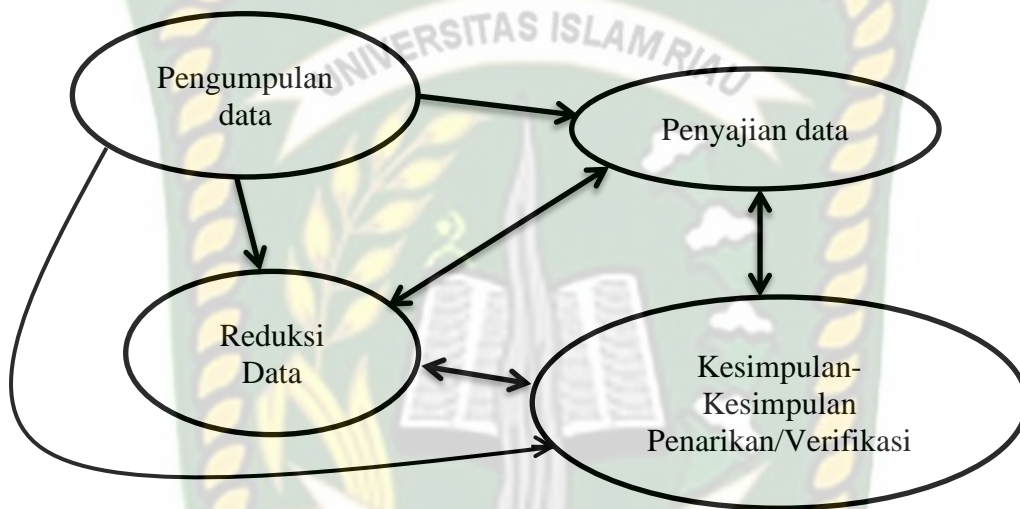 UNIVERSITAS ISLAM RIAU
Pengumpulan
data
Penyajian data
Reduksi
Data
Kesimpulan-
Kesimpulan
Penarikan/Verifikasi